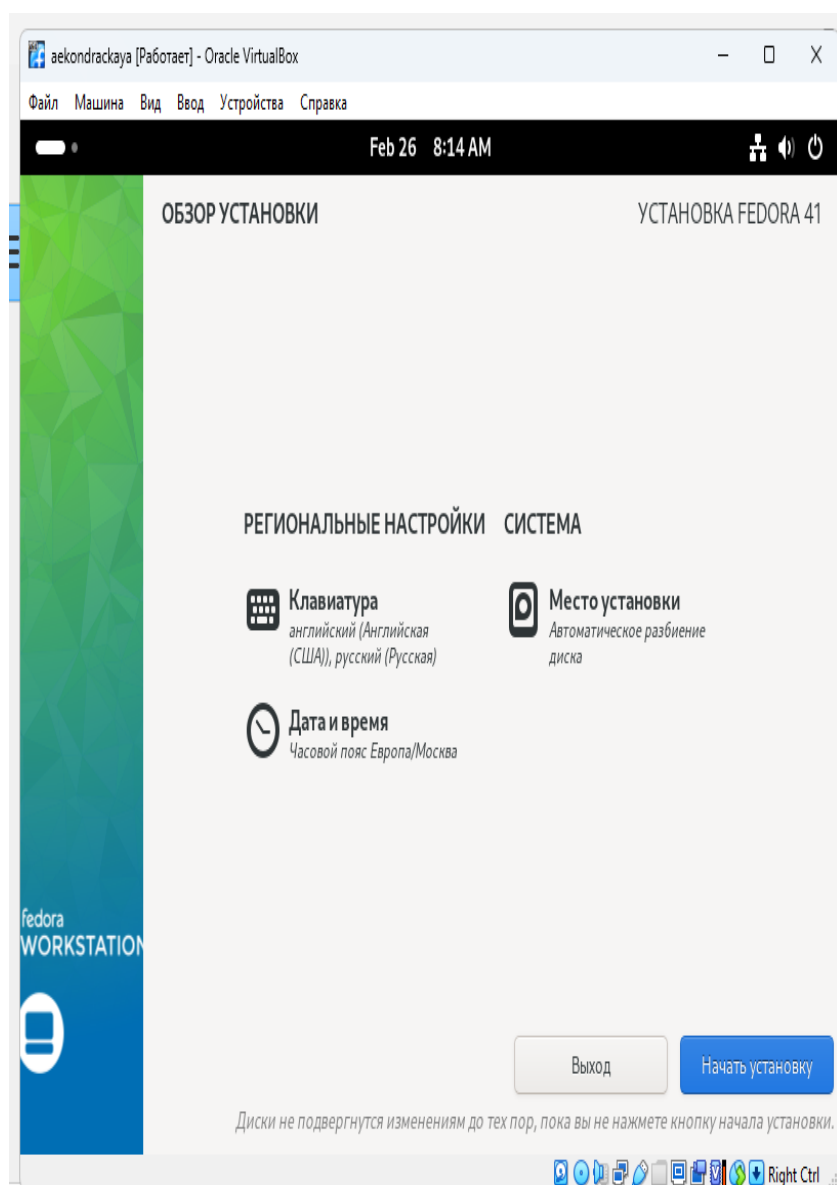 aekondrackaya [Работает] - Oracle VirtualBox
Файл Машина Вид Ввод Устройства Справка
Feb 26 8:14 AM
ОБЗОР УСТАНОВКИ
УСТАНОВКА FEDORA 41
РЕГИОНАЛЬНЫЕ НАСТРОЙКИ
Клавиатура
английский (Английская
(США)), русский (Русская)
Дата и время
Часовой пояс Европа/Москва
СИСТЕМА
Место установки
Автоматическое разбиение
диска
fedora
WORKSTATION
Выход
Начать установку
Диски не подвергнутся изменениям до тех пор, пока вы не нажмете кнопку начала установки.
Right Ctrl